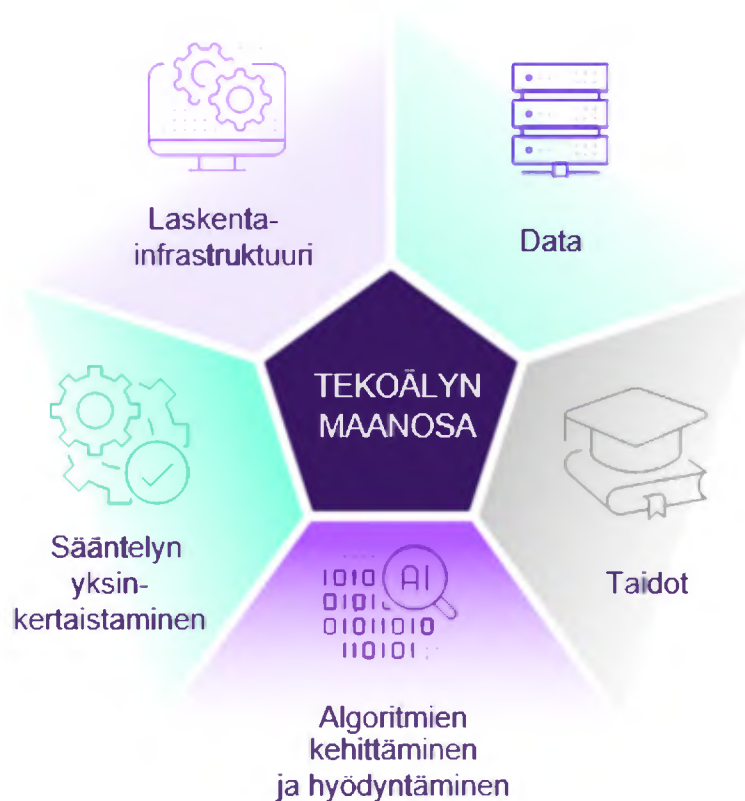 Laskenta-
infrastruktuuri
Data
TEKOÄLYN
MAANOSA
Sääntelyn
yksin-
kertaistaminen
Taidot
1010 AI
0101
01011010
110101
Algoritmien
kehittäminen
ja hyödyntäminen